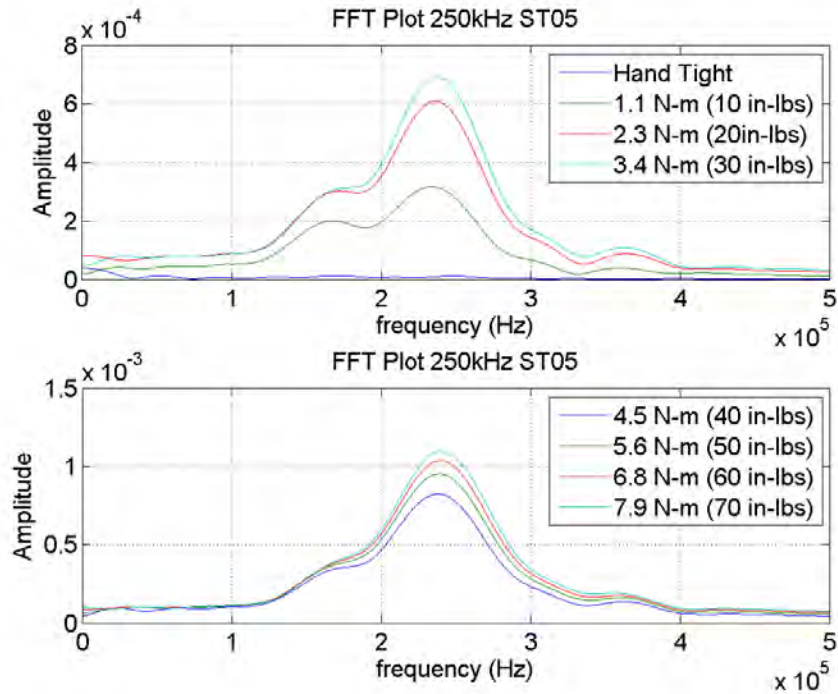 FFT Plot 250kHz ST05
x 10-4
8
6
4
2
0
Amplitude
Hand Tight
1.1 N-m (10 in-lbs)
2.3 N-m (20in-lbs)
3.4 N-m (30 in-lbs)
0 1 2 3 4 5
frequency (Hz)
x 10 5
FFT Plot 250kHz ST05
x 10-3
1.5
1
0.5
0
Amplitude
4.5 N-m (40 in-lbs)
5.6 N-m (50 in-lbs)
6.8 N-m (60 in-lbs)
7.9 N-m (70 in-lbs)
0 1 2 3 4 5
frequency (Hz)
x 10 5